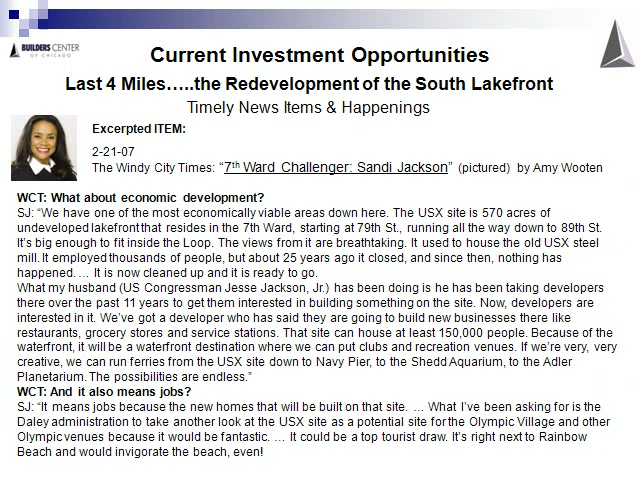 BUILDERS CENTER
OF CHICAGO
Current Investment Opportunities
Last 4 Miles…..the Redevelopment of the South Lakefront
Timely News Items & Happenings
Excerpted ITEM:
2-21-07
The Windy City Times: “7th Ward Challenger: Sandi Jackson” (pictured) by Amy Wooten
WCT: What about economic development?
SJ: “We have one of the most economically viable areas down here. The USX site is 570 acres of
undeveloped lakefront that resides in the 7th Ward, starting at 79th St., running all the way down to 89th St.
It’s big enough to fit inside the Loop. The views from it are breathtaking. It used to house the old USX steel
mill. It employed thousands of people, but about 25 years ago it closed, and since then, nothing has
happened. … It is now cleaned up and it is ready to go.
What my husband (US Congressman Jesse Jackson, Jr.) has been doing is he has been taking developers
there over the past 11 years to get them interested in building something on the site. Now, developers are
interested in it. We’ve got a developer who has said they are going to build new businesses there like
restaurants, grocery stores and service stations. That site can house at least 150,000 people. Because of the
waterfront, it will be a waterfront destination where we can put clubs and recreation venues. If we’re very, very
creative, we can run ferries from the USX site down to Navy Pier, to the Shedd Aquarium, to the Adler
Planetarium. The possibilities are endless.”
WCT: And it also means jobs?
SJ: “It means jobs because the new homes that will be built on that site. … What I’ve been asking for is the
Daley administration to take another look at the USX site as a potential site for the Olympic Village and other
Olympic venues because it would be fantastic. … It could be a top tourist draw. It’s right next to Rainbow
Beach and would invigorate the beach, even!